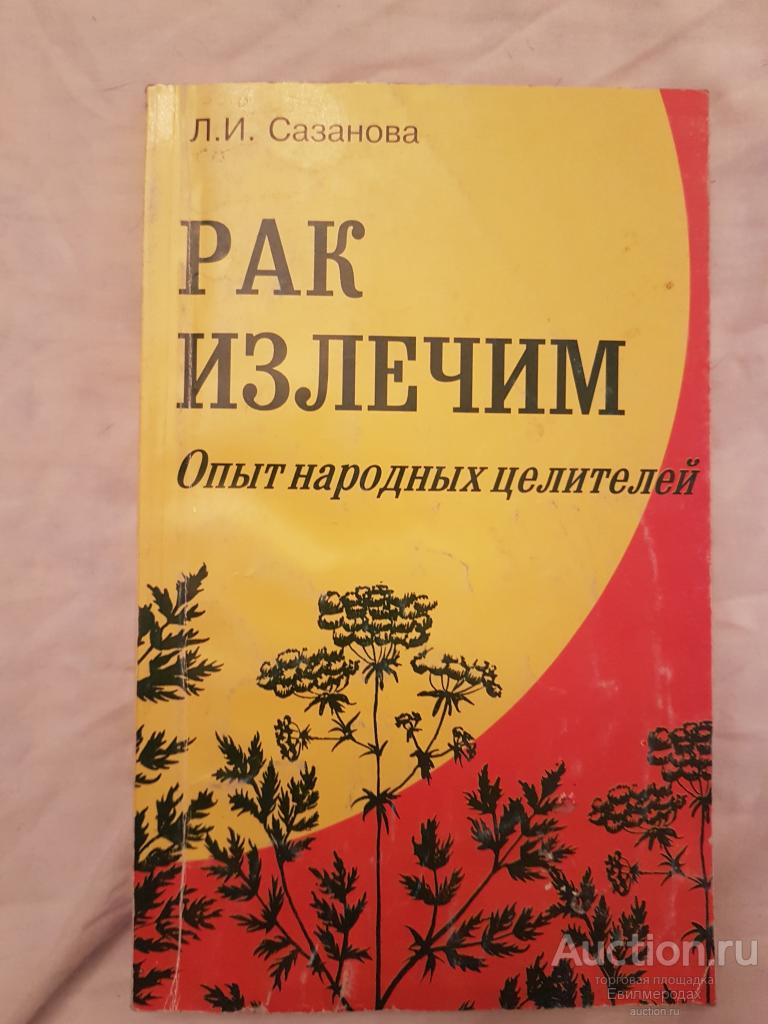 Л.И. Сазанова
РАК
ИЗЛЕЧИМ
Опыт народных целителей
Auction.ru
торговая площадка
Евилмеродах
auction.ru